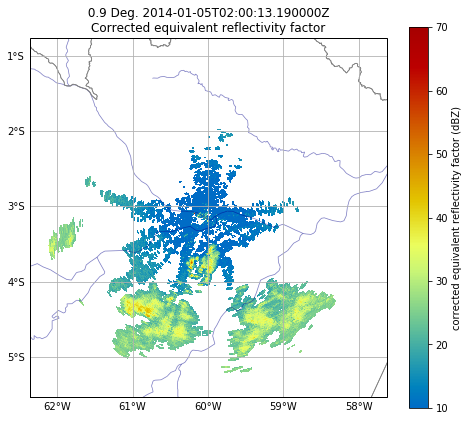 0.9 Deg. 2014-01-05T02:00:13.190000Z
Corrected equivalent reflectivity factor
1°S
2°S
3°S
4°S
5°S
62°W 61°W 60°W 59°W 58°W
70
60
50
40
30
20
10
corrected equivalent reflectivity factor (dBZ)